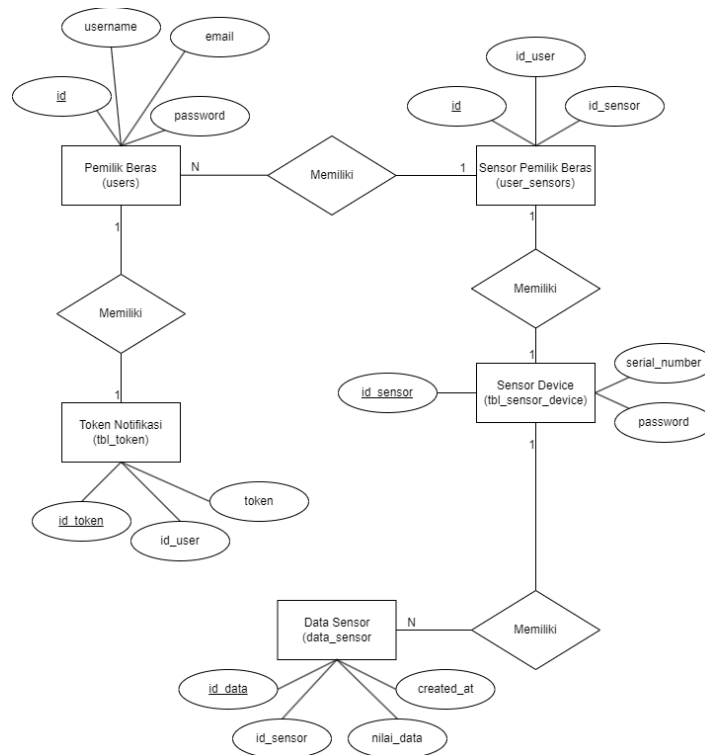 username
email
id
password
id_user
id
id_sensor
Pemilik Beras
(users)
N
Memiliki
1
Sensor Pemilik Beras
(user_sensors)
1
1
Memiliki
Memiliki
1
1
id_sensor
Sensor Device
(tbl_sensor_device)
serial_number
password
Token Notifikasi
(tbl_token)
1
token
id_token
id_user
Data Sensor
(data_sensor
N
Memiliki
id_data
created_at
id_sensor
nilai_data